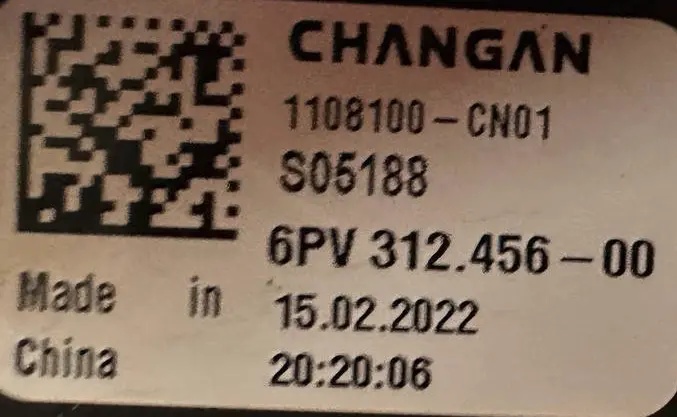 CHANGAN
1108100-CN01
S05188
6PV 312.456-00
Made in 15.02.2022
China 20:20:06